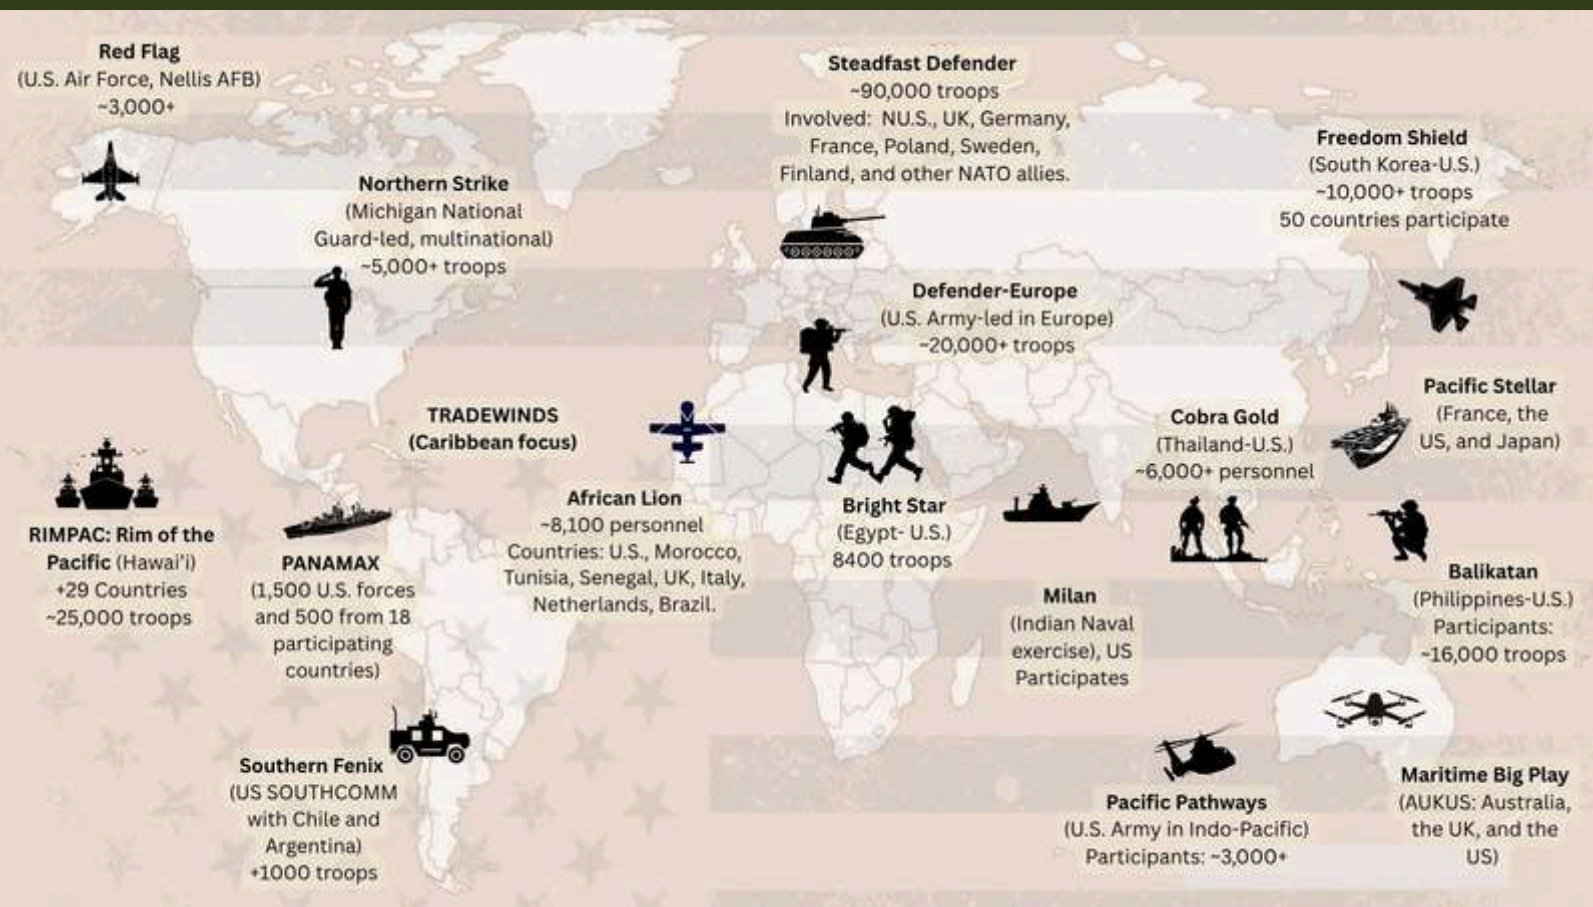 Red Flag
(U.S. Air Force, Nellis AFB)
~3,000+
Northern Strike
(Michigan National
Guard-led, multinational)
~5,000+ troops
Steadfast Defender
~90,000 troops
Involved: NU.S., UK, Germany,
France, Poland, Sweden,
Finland, and other NATO allies.
Freedom Shield
(South Korea-U.S.)
~10,000+ troops
50 countries participate
Defender-Europe
(U.S. Army-led in Europe)
~20,000+ troops
TRADEWINDS
(Caribbean focus)
Pacific Stellar
(France, the
US, and Japan)
Cobra Gold
(Thailand-U.S.)
~6,000+ personnel
RIMPAC: Rim of the
Pacific (Hawai'i)
+29 Countries
~25,000 troops
PANAMAX
(1,500 U.S. forces
and 500 from 18
participating
countries)
African Lion
~8,100 personnel
Countries: U.S., Morocco,
Tunisia, Senegal, UK, Italy,
Netherlands, Brazil.
Bright Star
(Egypt- U.S.)
8400 troops
Milan
(Indian Naval
exercise), US
Participates
Balikatan
(Philippines-U.S.)
Participants:
~16,000 troops
Southern Fenix
(US SOUTHCOMM
with Chile and
Argentina)
+1000 troops
Pacific Pathways
(U.S. Army in Indo-Pacific)
Participants: ~3,000+
Maritime Big Play
(AUKUS: Australia,
the UK, and the
US)